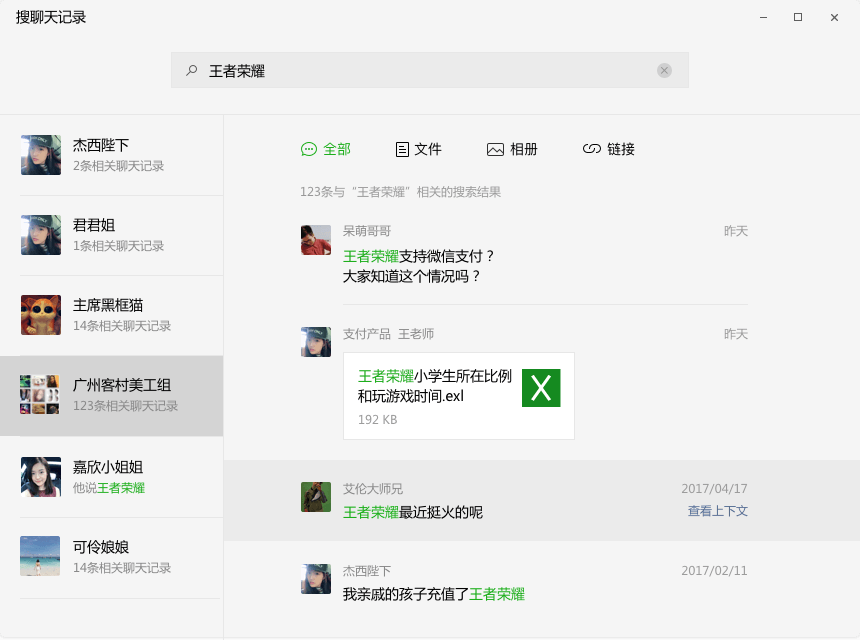 搜聊天记录
王者荣耀
杰西陛下
2条相关聊天记录
君君姐
1条相关聊天记录
主席黑框猫
14条相关聊天记录
广州客村美工组
123条相关聊天记录
嘉欣小姐姐
他说王者荣耀
可伶娘娘
14条相关聊天记录
全部 文件 相册 链接
123条与“王者荣耀”相关的搜索结果
呆萌哥哥 昨天
王者荣耀支持微信支付？
大家知道这个情况吗？
支付产品 王老师 昨天
王者荣耀小学生所在比例
和玩游戏时间.exl
192 KB
X
艾伦大师兄 2017/04/17
王者荣耀最近挺火的呢 查看上下文
杰西陛下 2017/02/11
我亲戚的孩子充值了王者荣耀